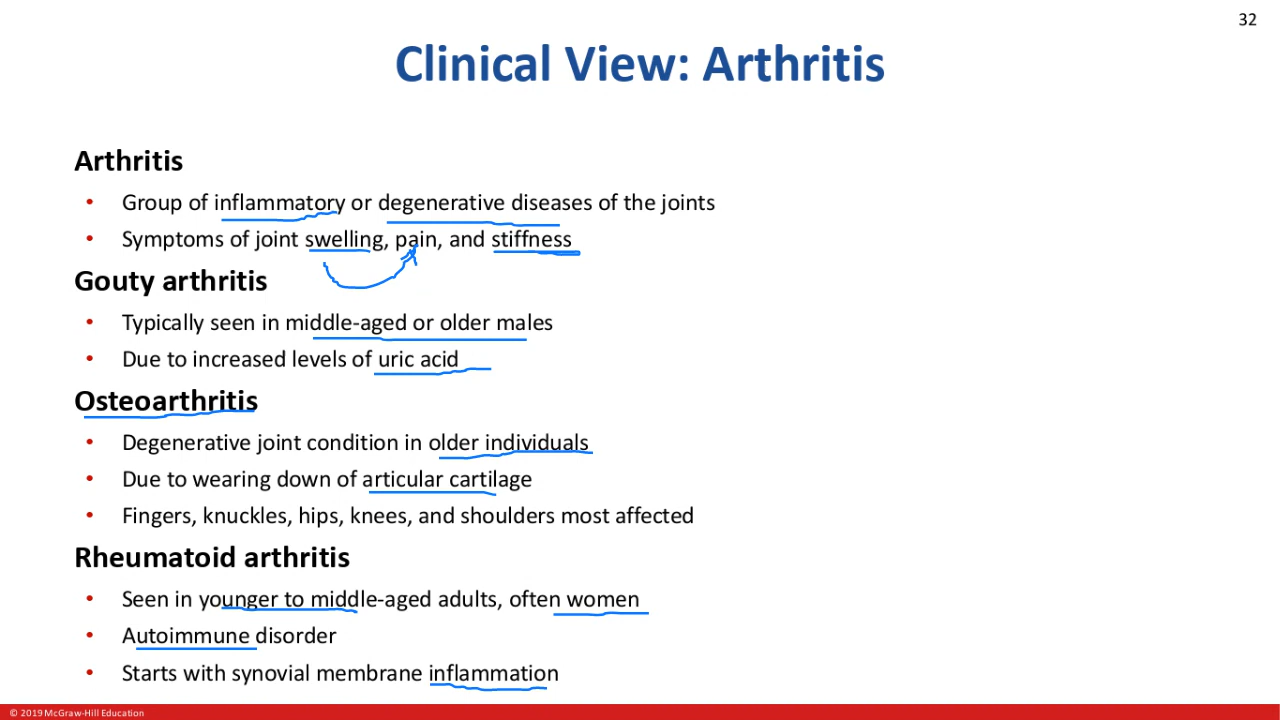 32
Clinical View: Arthritis
Arthritis
• Group of inflammatory or degenerative diseases of the joints
• Symptoms of joint swelling, pain, and stiffness
Gouty arthritis
• Typically seen in middle-aged or older males
• Due to increased levels of uric acid
Osteoarthritis
• Degenerative joint condition in older individuals
• Due to wearing down of articular cartilage
• Fingers, knuckles, hips, knees, and shoulders most affected
Rheumatoid arthritis
• Seen in younger to middle-aged adults, often women
• Autoimmune disorder
• Starts with synovial membrane inflammation
© 2019 McGraw-Hill Education